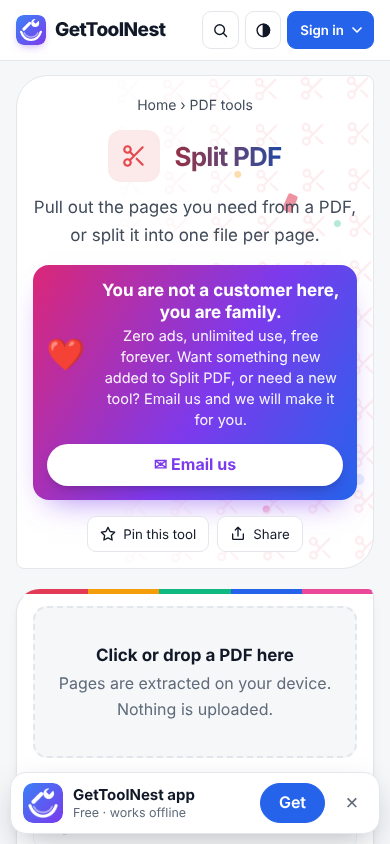 GetToolNest
Sign in
Home › PDF tools
Split PDF
Pull out the pages you need from a PDF,
or split it into one file per page.
You are not a customer here,
you are family.
Zero ads, unlimited use, free
forever. Want something new
added to Split PDF, or need a new
tool? Email us and we will make it
for you.
✉ Email us
Pin this tool
Share
Click or drop a PDF here
Pages are extracted on your device.
Nothing is uploaded.
GetToolNest app
Free · works offline
Get